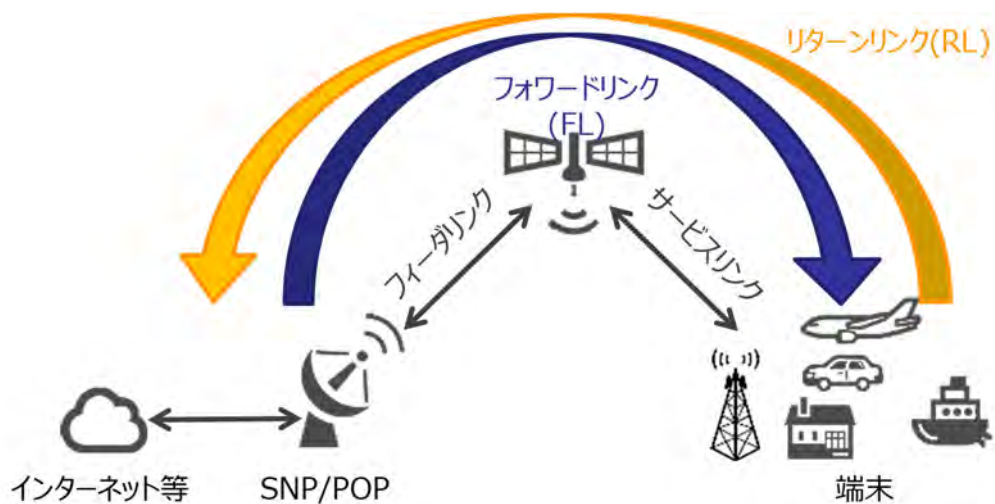 リターンリンク(RL)
フォワードリンク
(FL)
フィーダリンク
サービスリンク
インターネット等
SNP/POP
端末